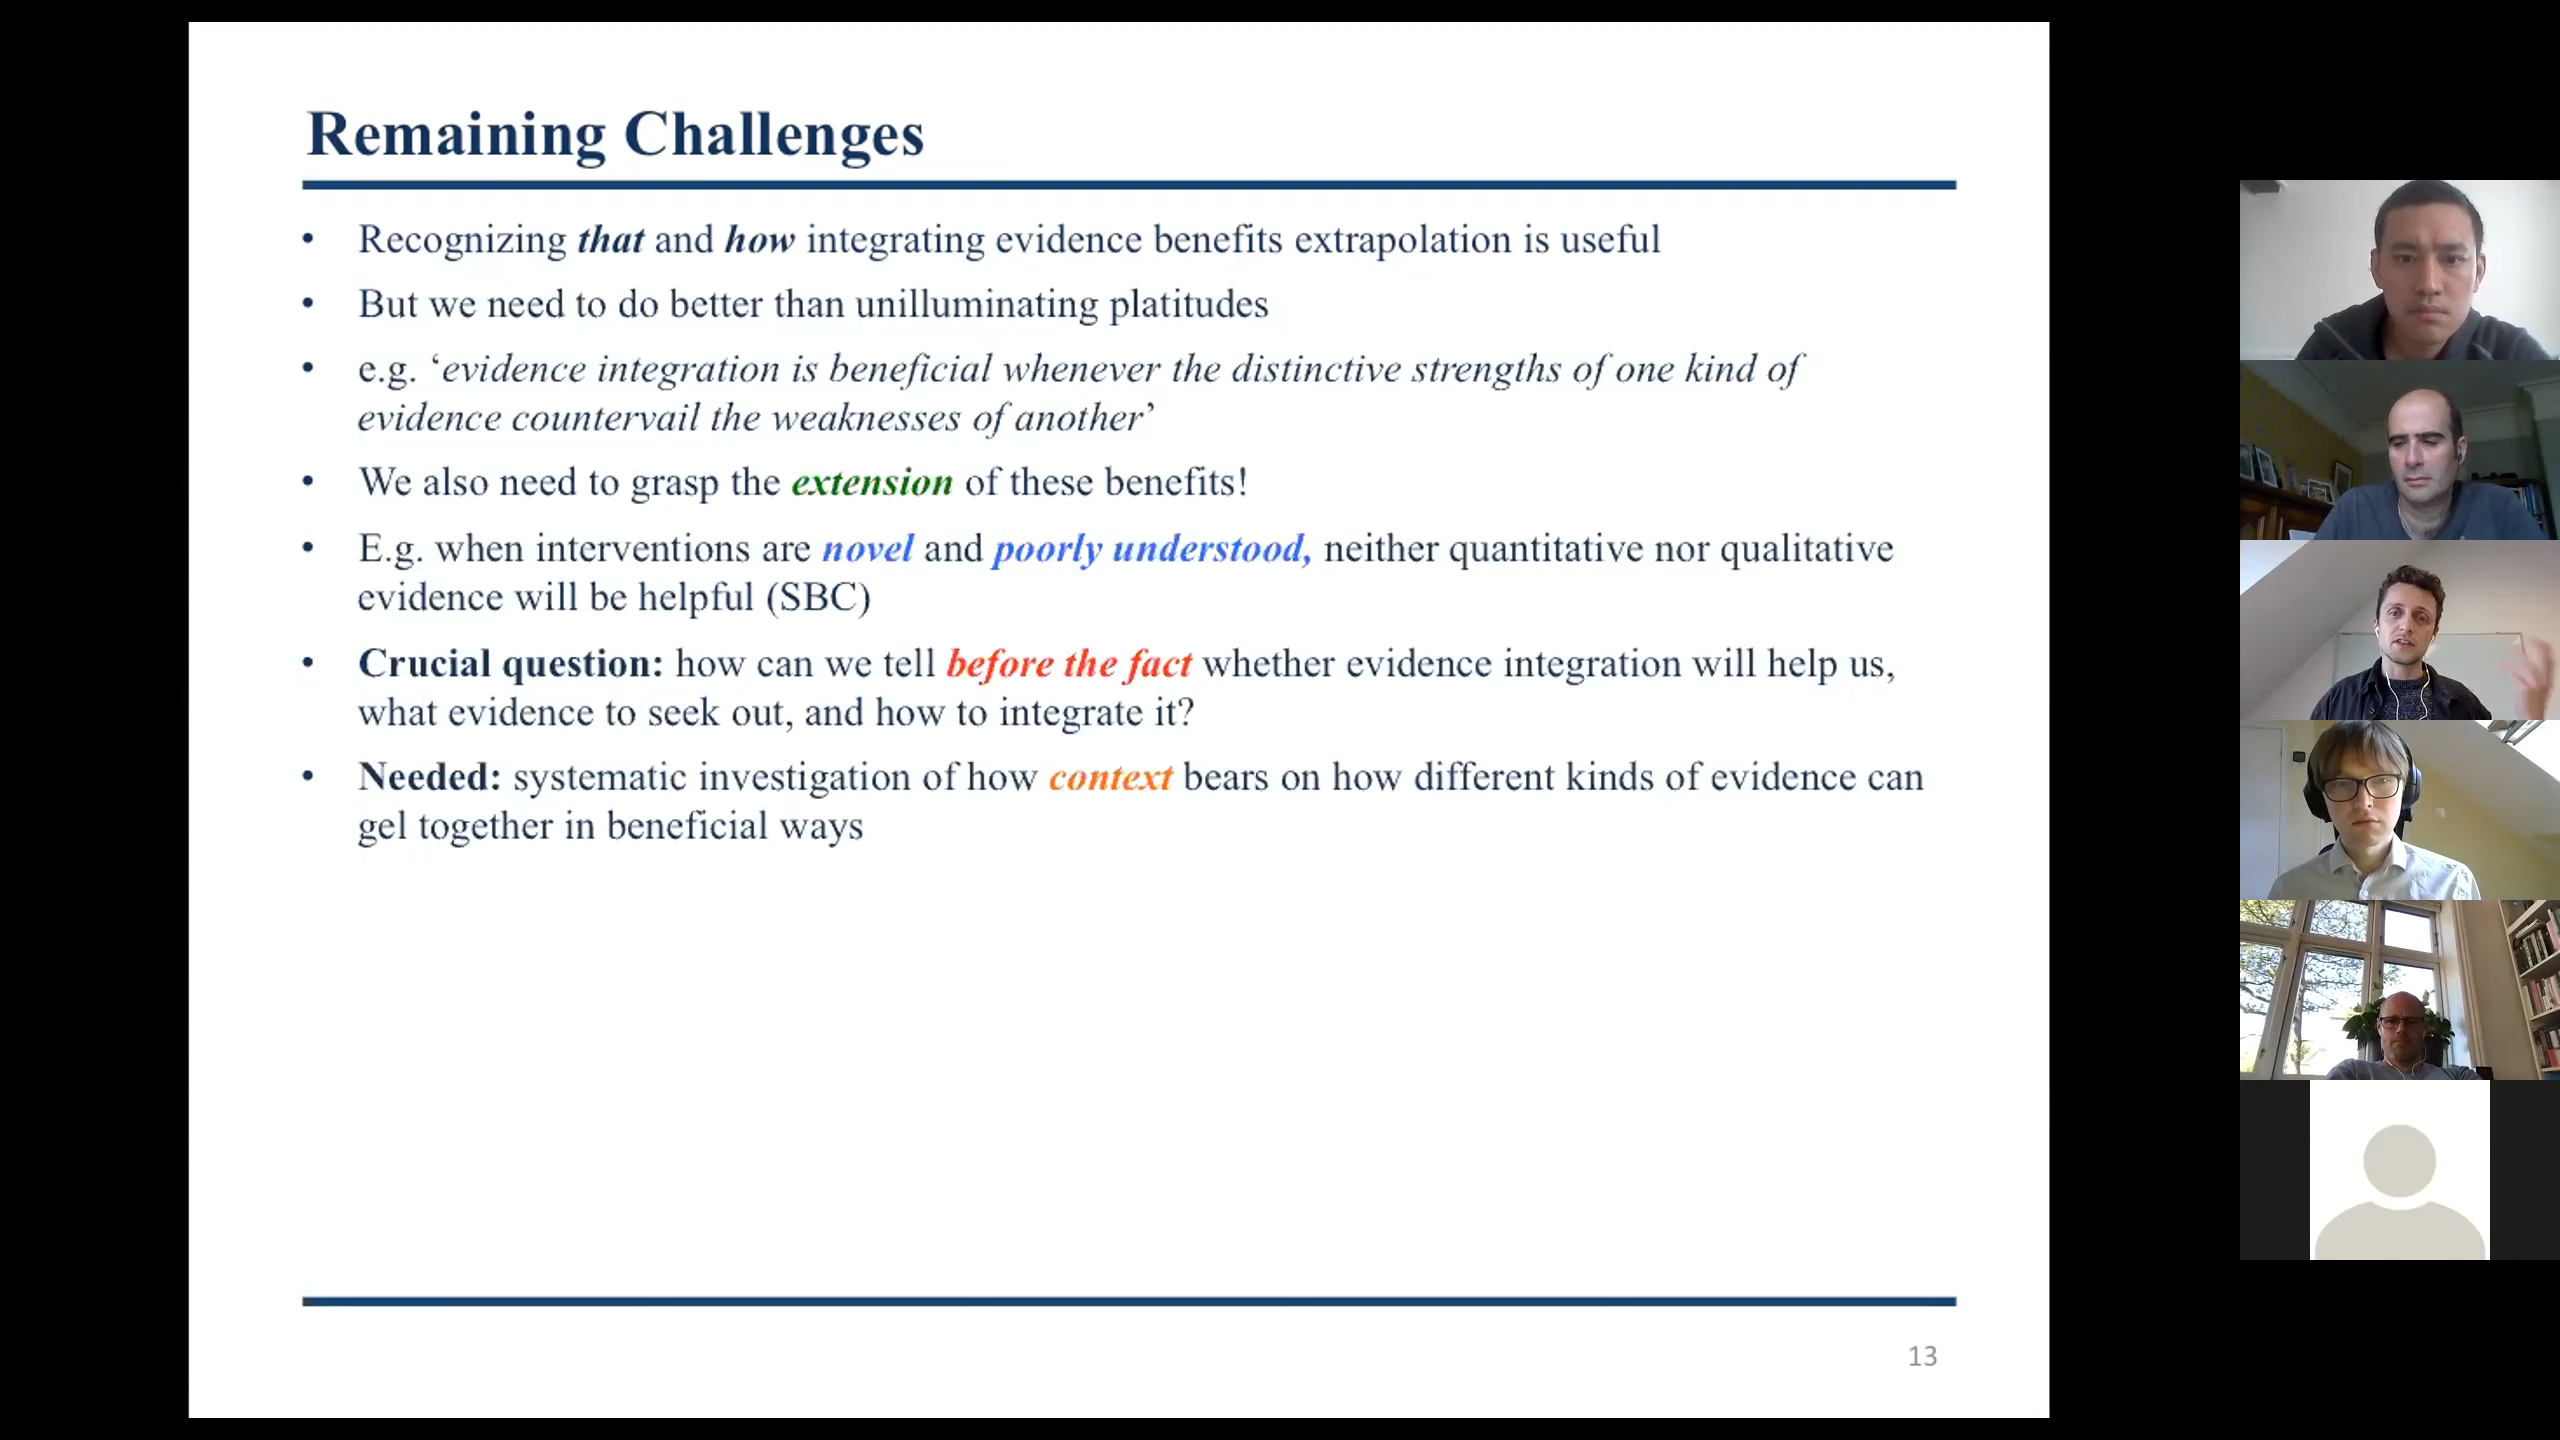 Remaining Challenges
• Recognizing that and how integrating evidence benefits extrapolation is useful
• But we need to do better than unilluminating platitudes
• e.g. ‘evidence integration is beneficial whenever the distinctive strengths of one kind of
evidence countervail the weaknesses of another’
• We also need to grasp the extension of these benefits!
• E.g. when interventions are novel and poorly understood, neither quantitative nor qualitative
evidence will be helpful (SBC)
• Crucial question: how can we tell before the fact whether evidence integration will help us,
what evidence to seek out, and how to integrate it?
• Needed: systematic investigation of how context bears on how different kinds of evidence can
gel together in beneficial ways
13